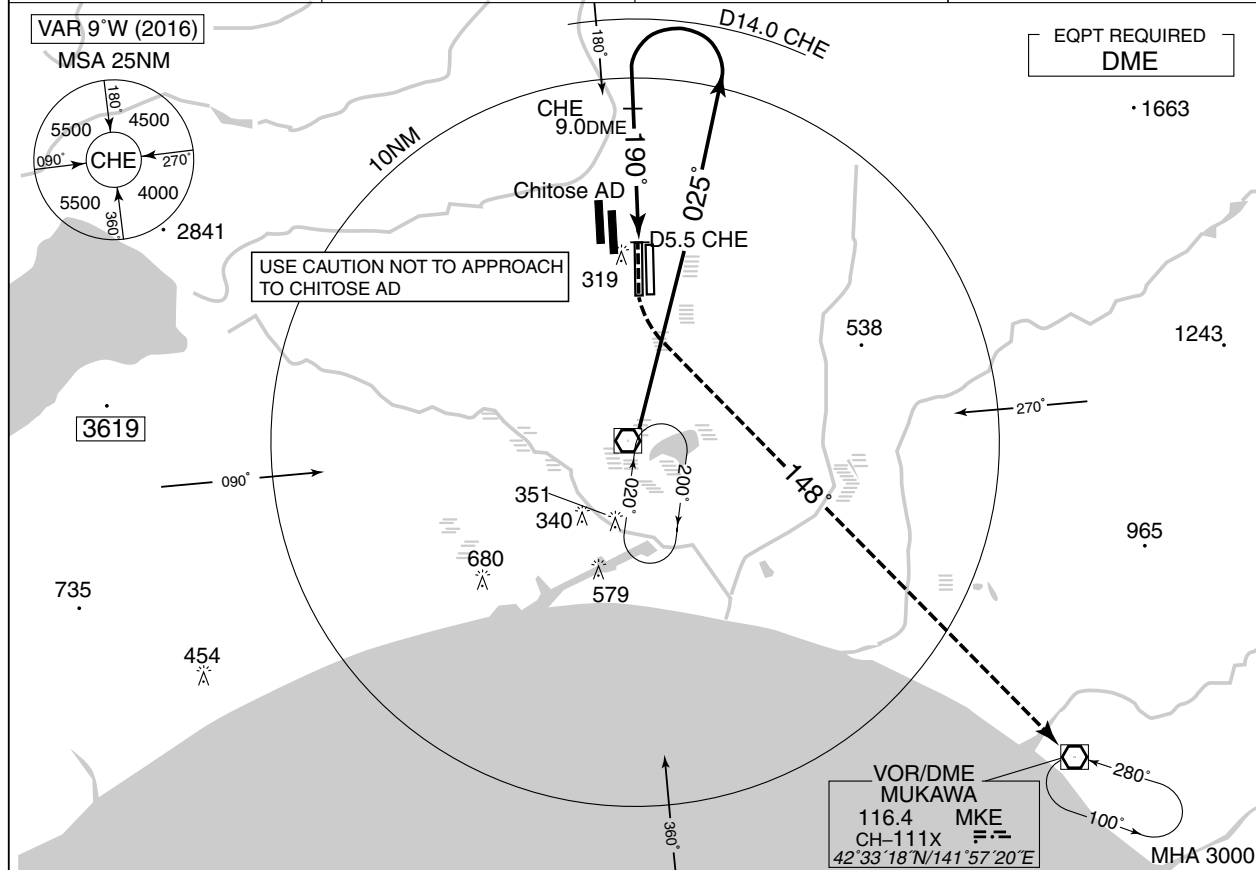 VAR 9°W (2016)
MSA 25NM
180°
5500
4500
090°
CHE
270°
5500
4000
360°
2841
180°
D14.0 CHE
EQPT REQUIRED
DME
1663
CHE
9.0DME
10NM
190°
025°
Chitose AD
D5.5 CHE
319
USE CAUTION NOT TO APPROACH
TO CHITOSE AD
538
1243
3619
270°
090°
020°
200°
148°
351
340
680
579
965
735
454
360°
VOR/DME
MUKAWA
116.4 MKE
CH–111X
42°33´18˝N/141°57´20˝E
280°
100°
MHA 3000